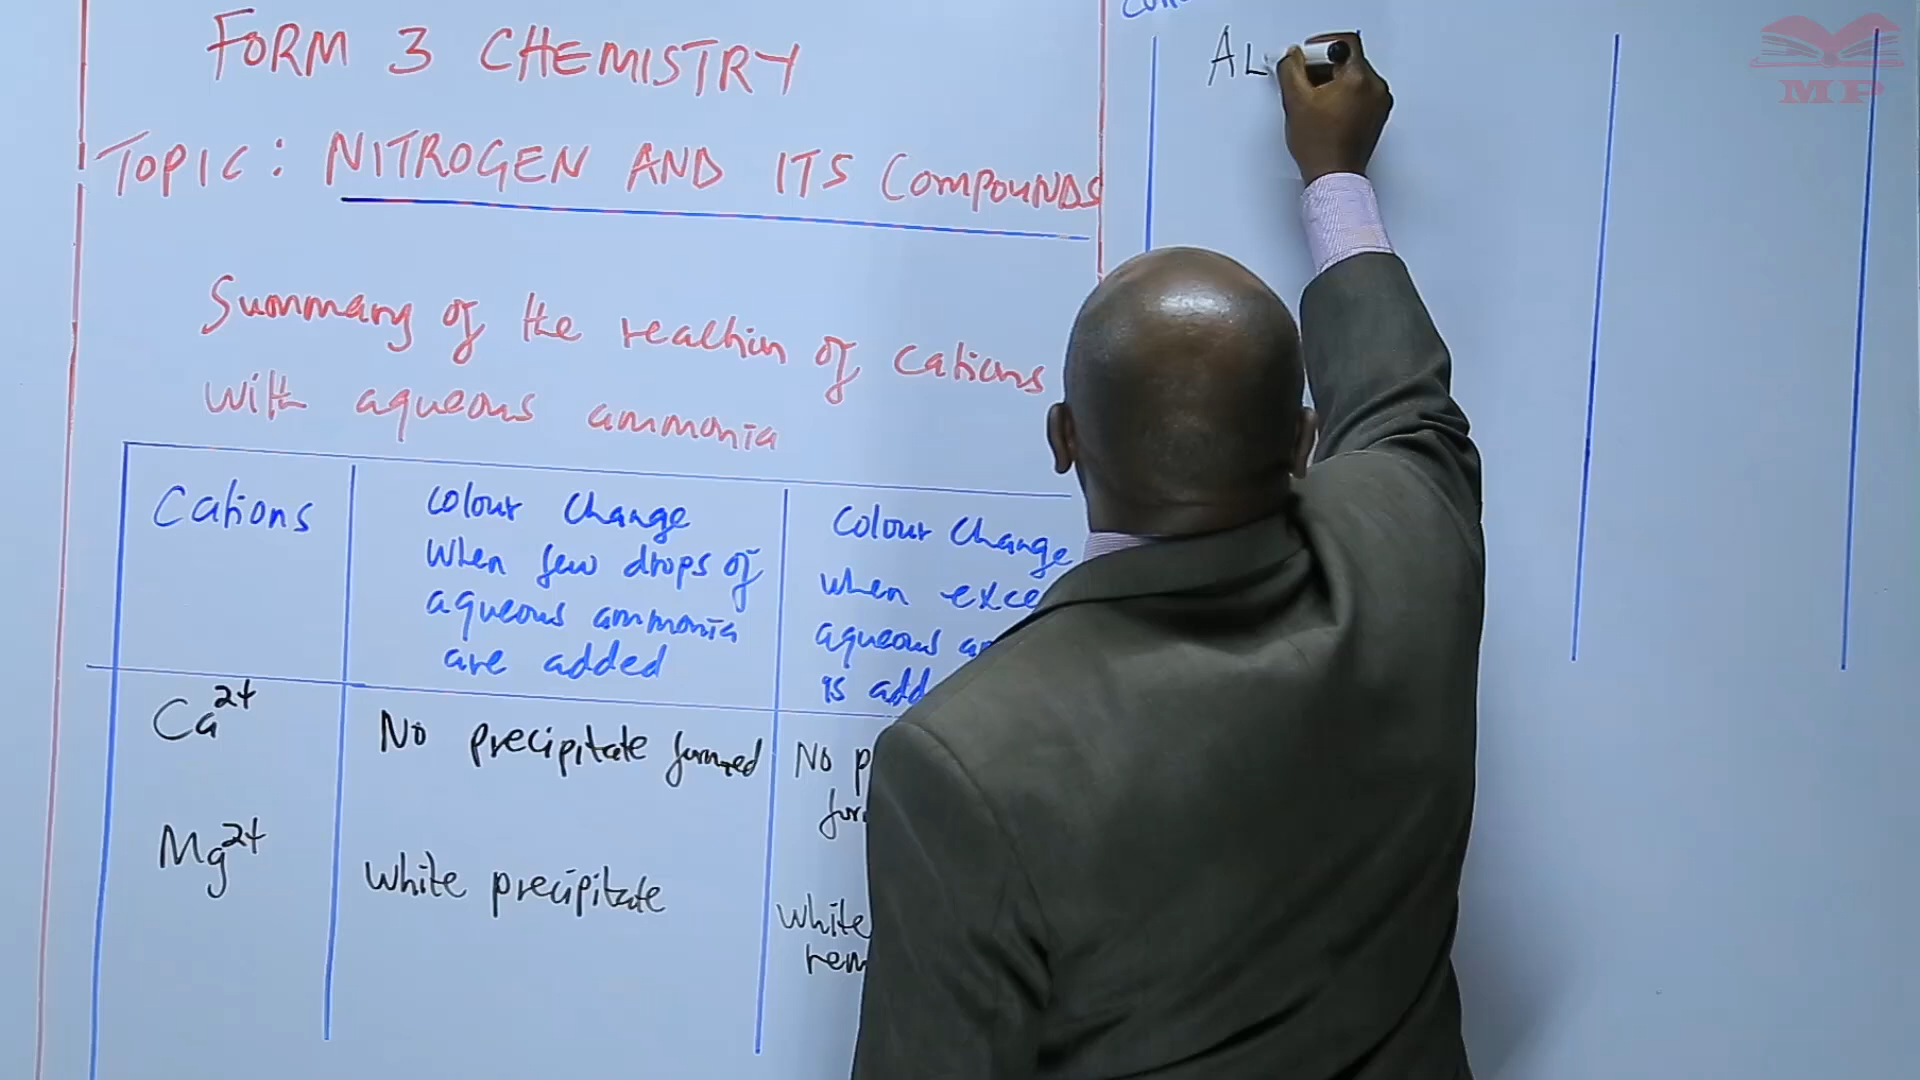 FORM 3 CHEMISTRY
TOPIC: NITROGEN AND ITS COMPOUNDS
Summary of the reaction of cations
with aqueous ammonia
Cations
Colour Change
when few drops of
aqueous ammonia
are added
Colour Change
when
aqueous
is
Ca2+
No precipitate formed
No
Mg2+
White precipitate
White
AL
MP